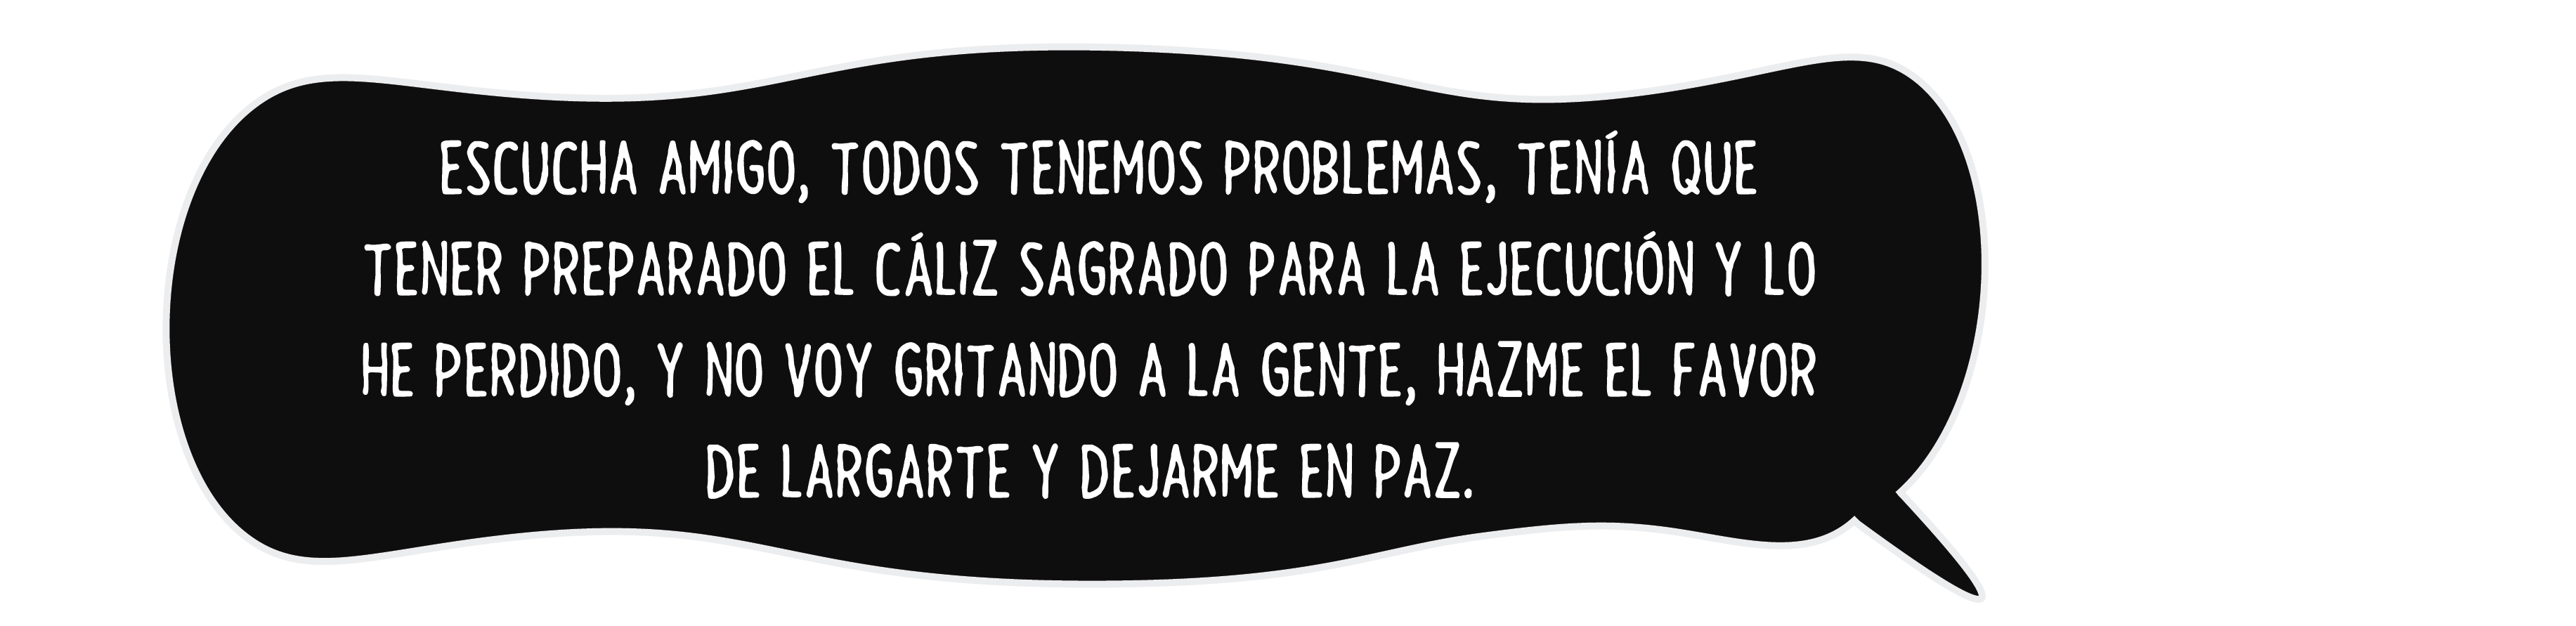 ESCUCHA AMIGO, TODOS TENEMOS PROBLEMAS, TENÍA QUE
TENER PREPARADO EL CÁLIZ SAGRADO PARA LA EJECUCIÓN Y LO
HE PERDIDO, Y NO VOY GRITANDO A LA GENTE, HAZME EL FAVOR
DE LARGARTE Y DEJARME EN PAZ.